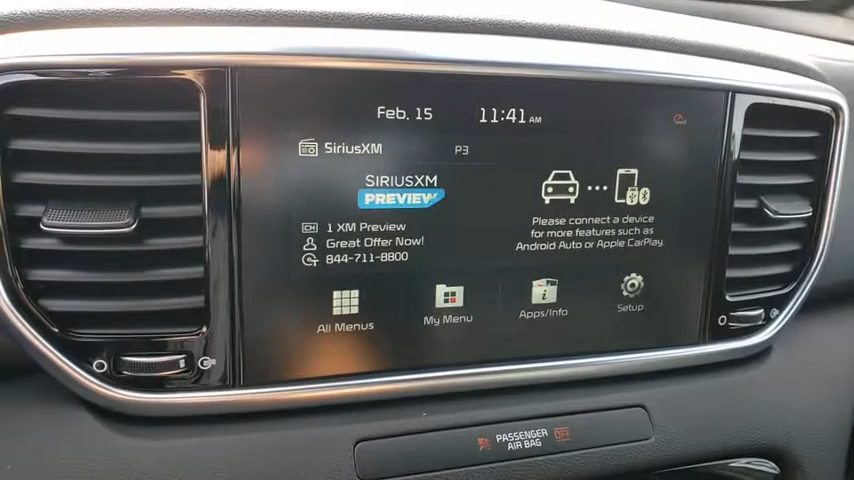 Feb. 15 11:41 AM
SiriusXM P3
SIRIUSXM
PREVIEW
CH 1 XM Preview
Great Offer Now!
844-711-8800
Please connect a device
for more features such as
Android Auto or Apple CarPlay.
All Menus My Menu Apps/Info Setup
PASSENGER
AIR BAG OFF